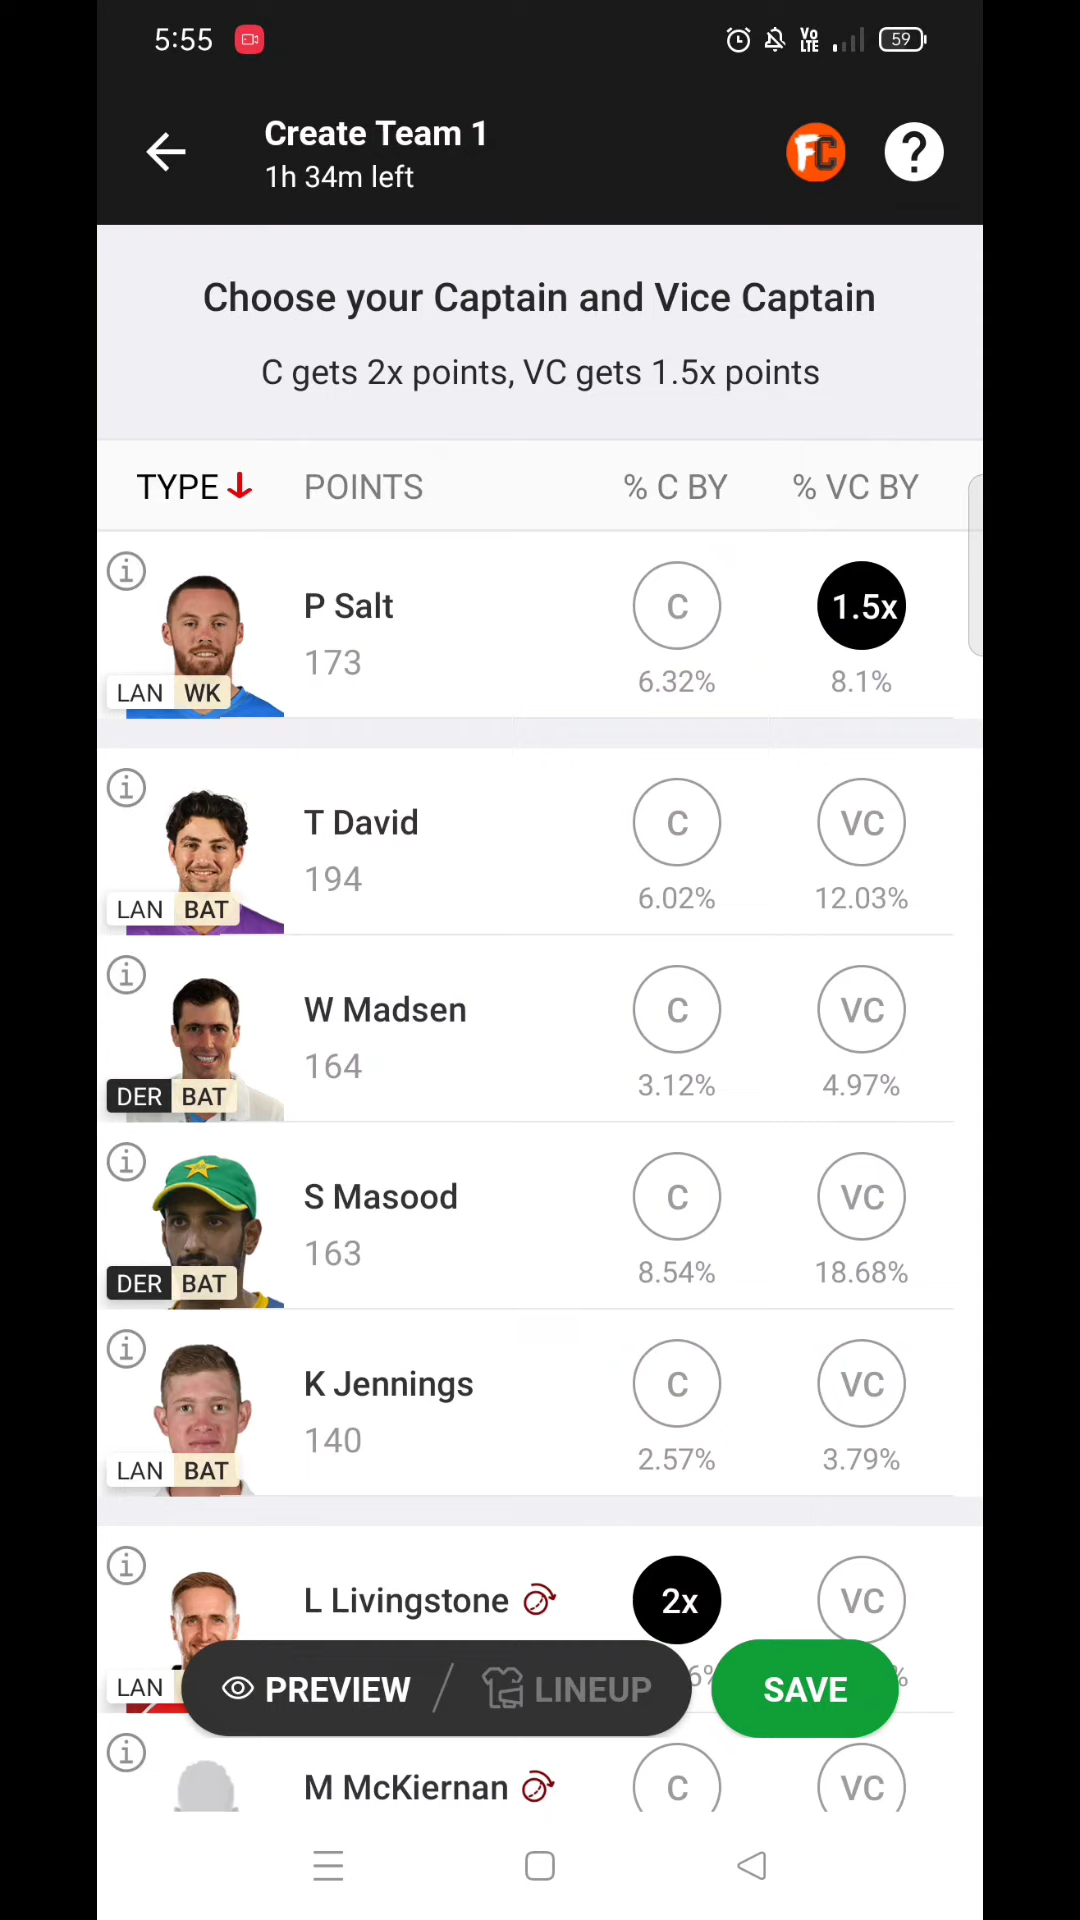 5:55
Vo LTE
59
Create Team 1
1h 34m left
FC
?
Choose your Captain and Vice Captain
C gets 2x points, VC gets 1.5x points
TYPE POINTS % C BY % VC BY
P Salt
C
1.5x
173
6.32%
8.1%
LAN WK
T David
C
VC
194
6.02%
12.03%
LAN BAT
W Madsen
C
VC
164
3.12%
4.97%
DER BAT
S Masood
C
VC
163
8.54%
18.68%
DER BAT
K Jennings
C
VC
140
2.57%
3.79%
LAN BAT
L Livingstone
2x
VC
LAN
PREVIEW
LINEUP
SAVE
M McKiernan
C
VC